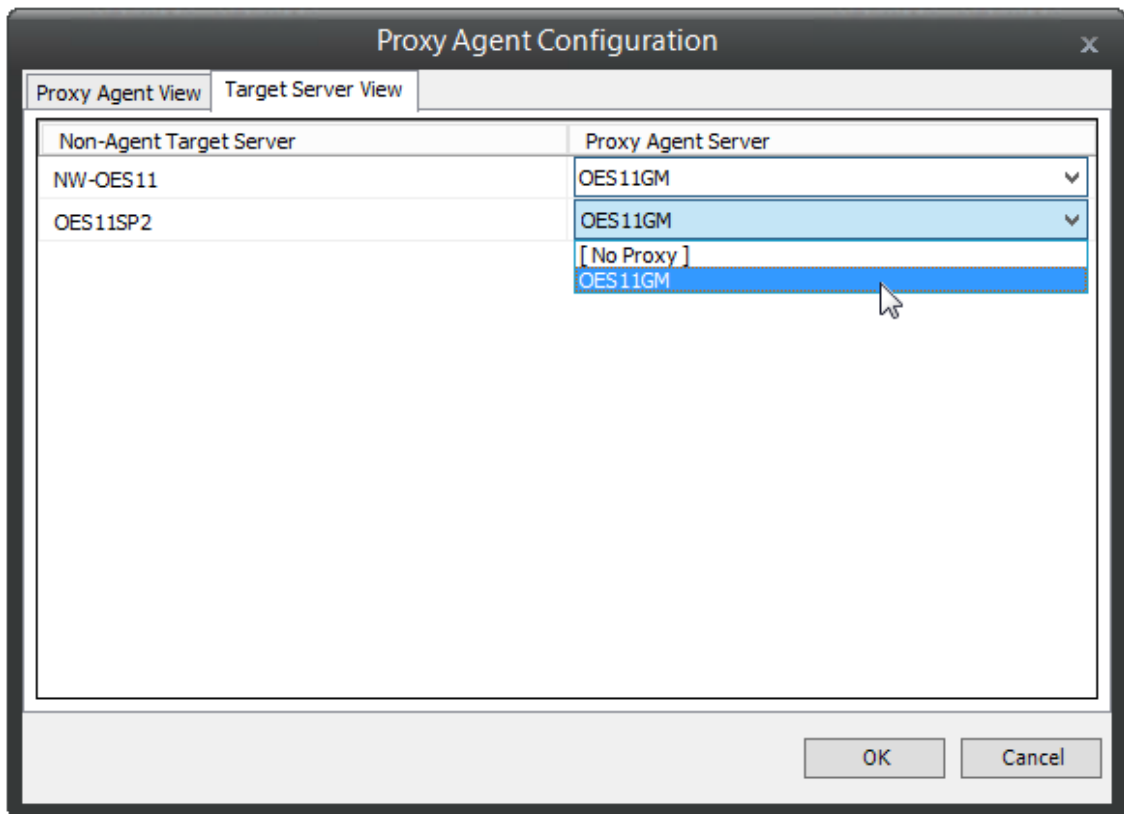 Proxy Agent Configuration x
Proxy Agent View Target Server View
Non-Agent Target Server Proxy Agent Server
NW-OES11 OES11GM
OES11SP2 OES11GM
[ No Proxy ]
OES11GM
OK Cancel